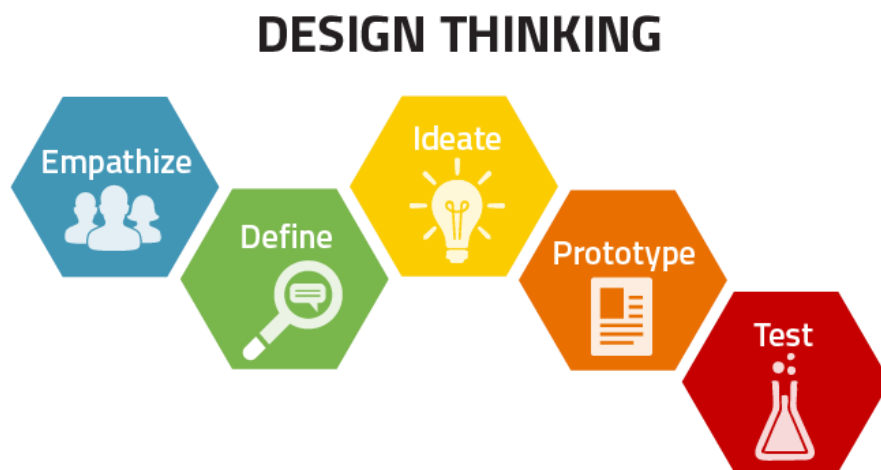 DESIGN THINKING
Empathize
Define
Ideate
Prototype
Test